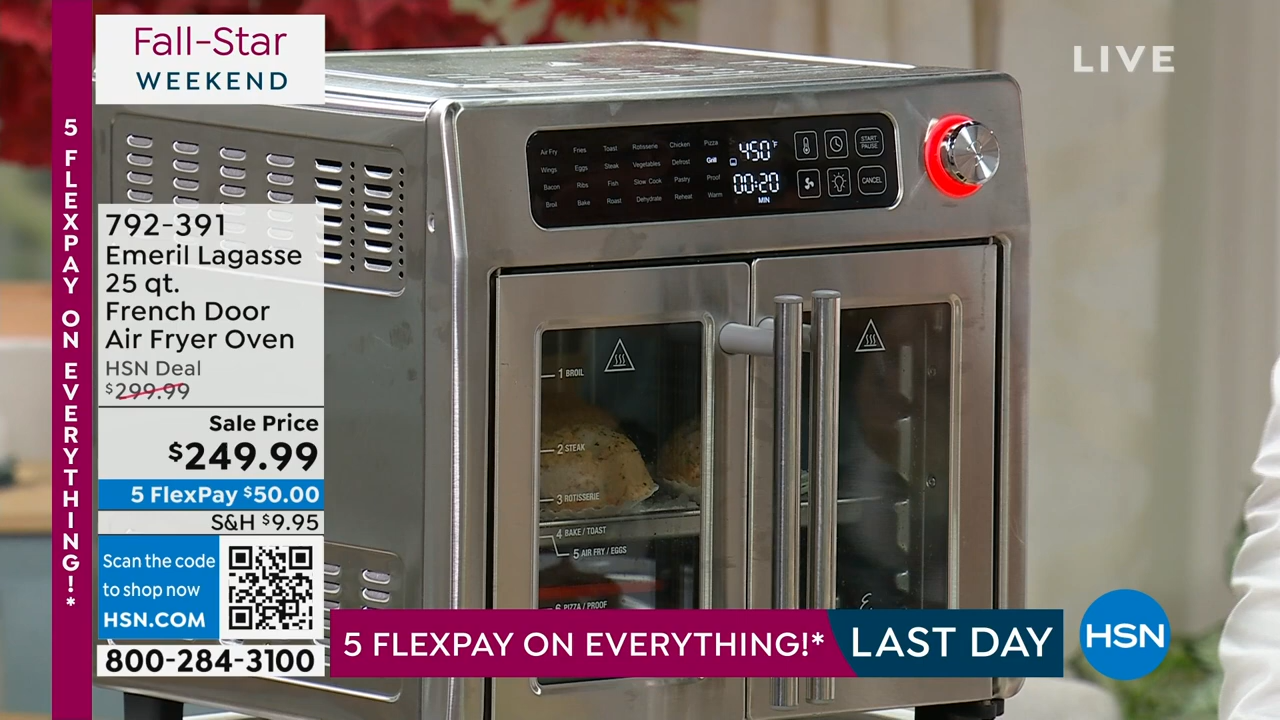 Fall-Star
WEEKEND
LIVE
5 FLEXPAY ON EVERYTHING!*
792-391
Emeril Lagasse
25 qt.
French Door
Air Fryer Oven
HSN Deal
$299.99
Sale Price
$249.99
5 FlexPay $50.00
S&H $9.95
Scan the code
to shop now
HSN.COM
800-284-3100
Air Fry Fries Toast Rotisserie Chicken Pizza
Wings Eggs Steak Vegetables Defrost Grill
Bacon Ribs Fish Slow Cook Pastry Proof
Broil Bake Roast Dehydrate Reheat Warm
450°F
00:20
MIN
START
PAUSE
CANCEL
1 BROIL
2 STEAK
3 ROTISSERIE
4 BAKE / TOAST
5 AIR FRY / EGGS
6 PIZZA / PROOF
5 FLEXPAY ON EVERYTHING!*
LAST DAY
HSN